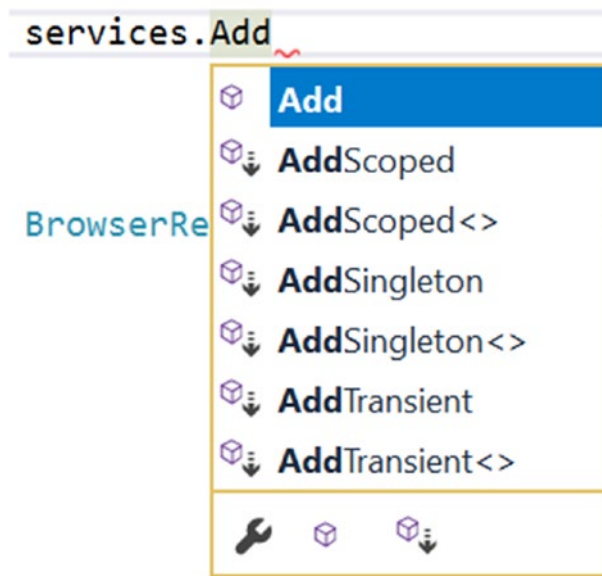 services.Add
Add
AddScoped
BrowserRe
AddScoped<>
AddSingleton
AddSingleton<>
AddTransient
AddTransient<>